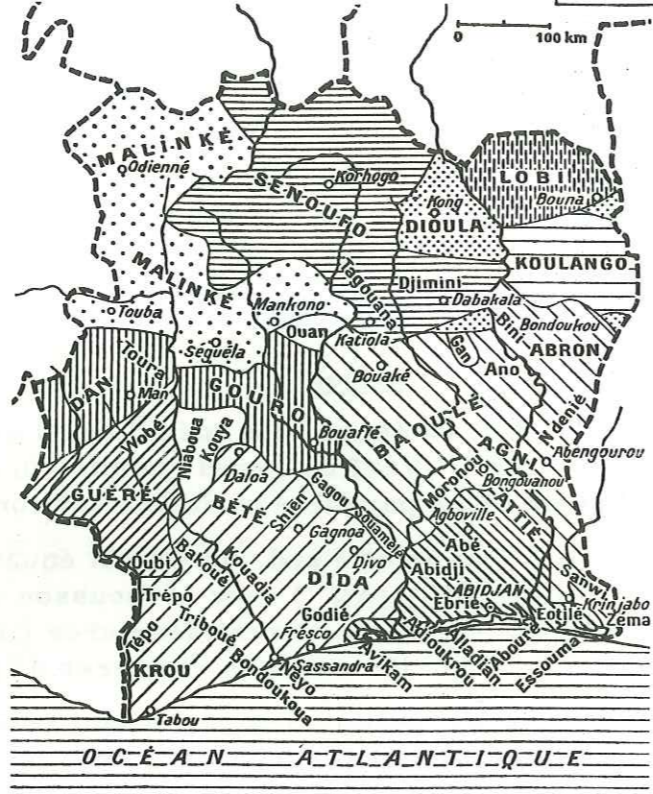 0 100 km
MALINKÉ
Odienné
SENOUFO
Korhogo
LOBI
Bouna
Kong
DIOULA
KOULANGO
MALINKÉ
Touba
Mankono
Tagouana
Djimini
Dabakala
Ouan
Katiola
Bini
Bondoukou
ABRON
Séguéla
Gan
Ano
Bouaké
DAN
Toura
Man
GOURO
Bouaflé
BAOULÉ
N'denié
AGNI
Abengourou
Wobé
Niaboua
Kouya
Daloa
GUÉRÉ
BÉTÉ
Shiên
Gagou
Souamélé
Gagnoa
Divo
Moronou
Bongouanou
ATTIÉ
Agboville
Abé
Abidji
Oubi
Bakoué
Kouadia
DIDA
ABIDJAN
Ebrié
Eotilé
Sanwi
Krinjabo
Zema
Trépo
Tépo
Triboué
Godié
Fresco
Bondoukoua
Néyo
Sassandra
Avikam
Adioukrou
Alladian
Abouré
Essouma
KROU
Tabou
OCÉAN ATLANTIQUE